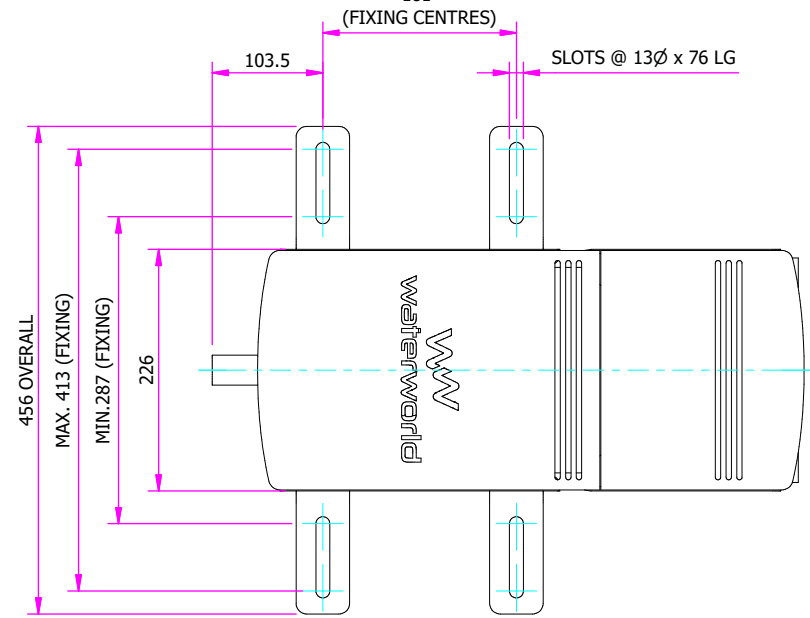 (FIXING CENTRES)
103.5
SLOTS @ 13Ø x 76 LG
456 OVERALL
MAX. 413 (FIXING)
MIN.287 (FIXING)
226
waterworld